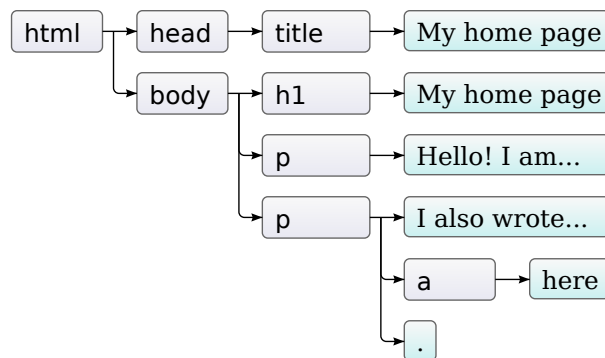 html head title My home page
body h1 My home page
p Hello! I am...
p I also wrote...
a here
.